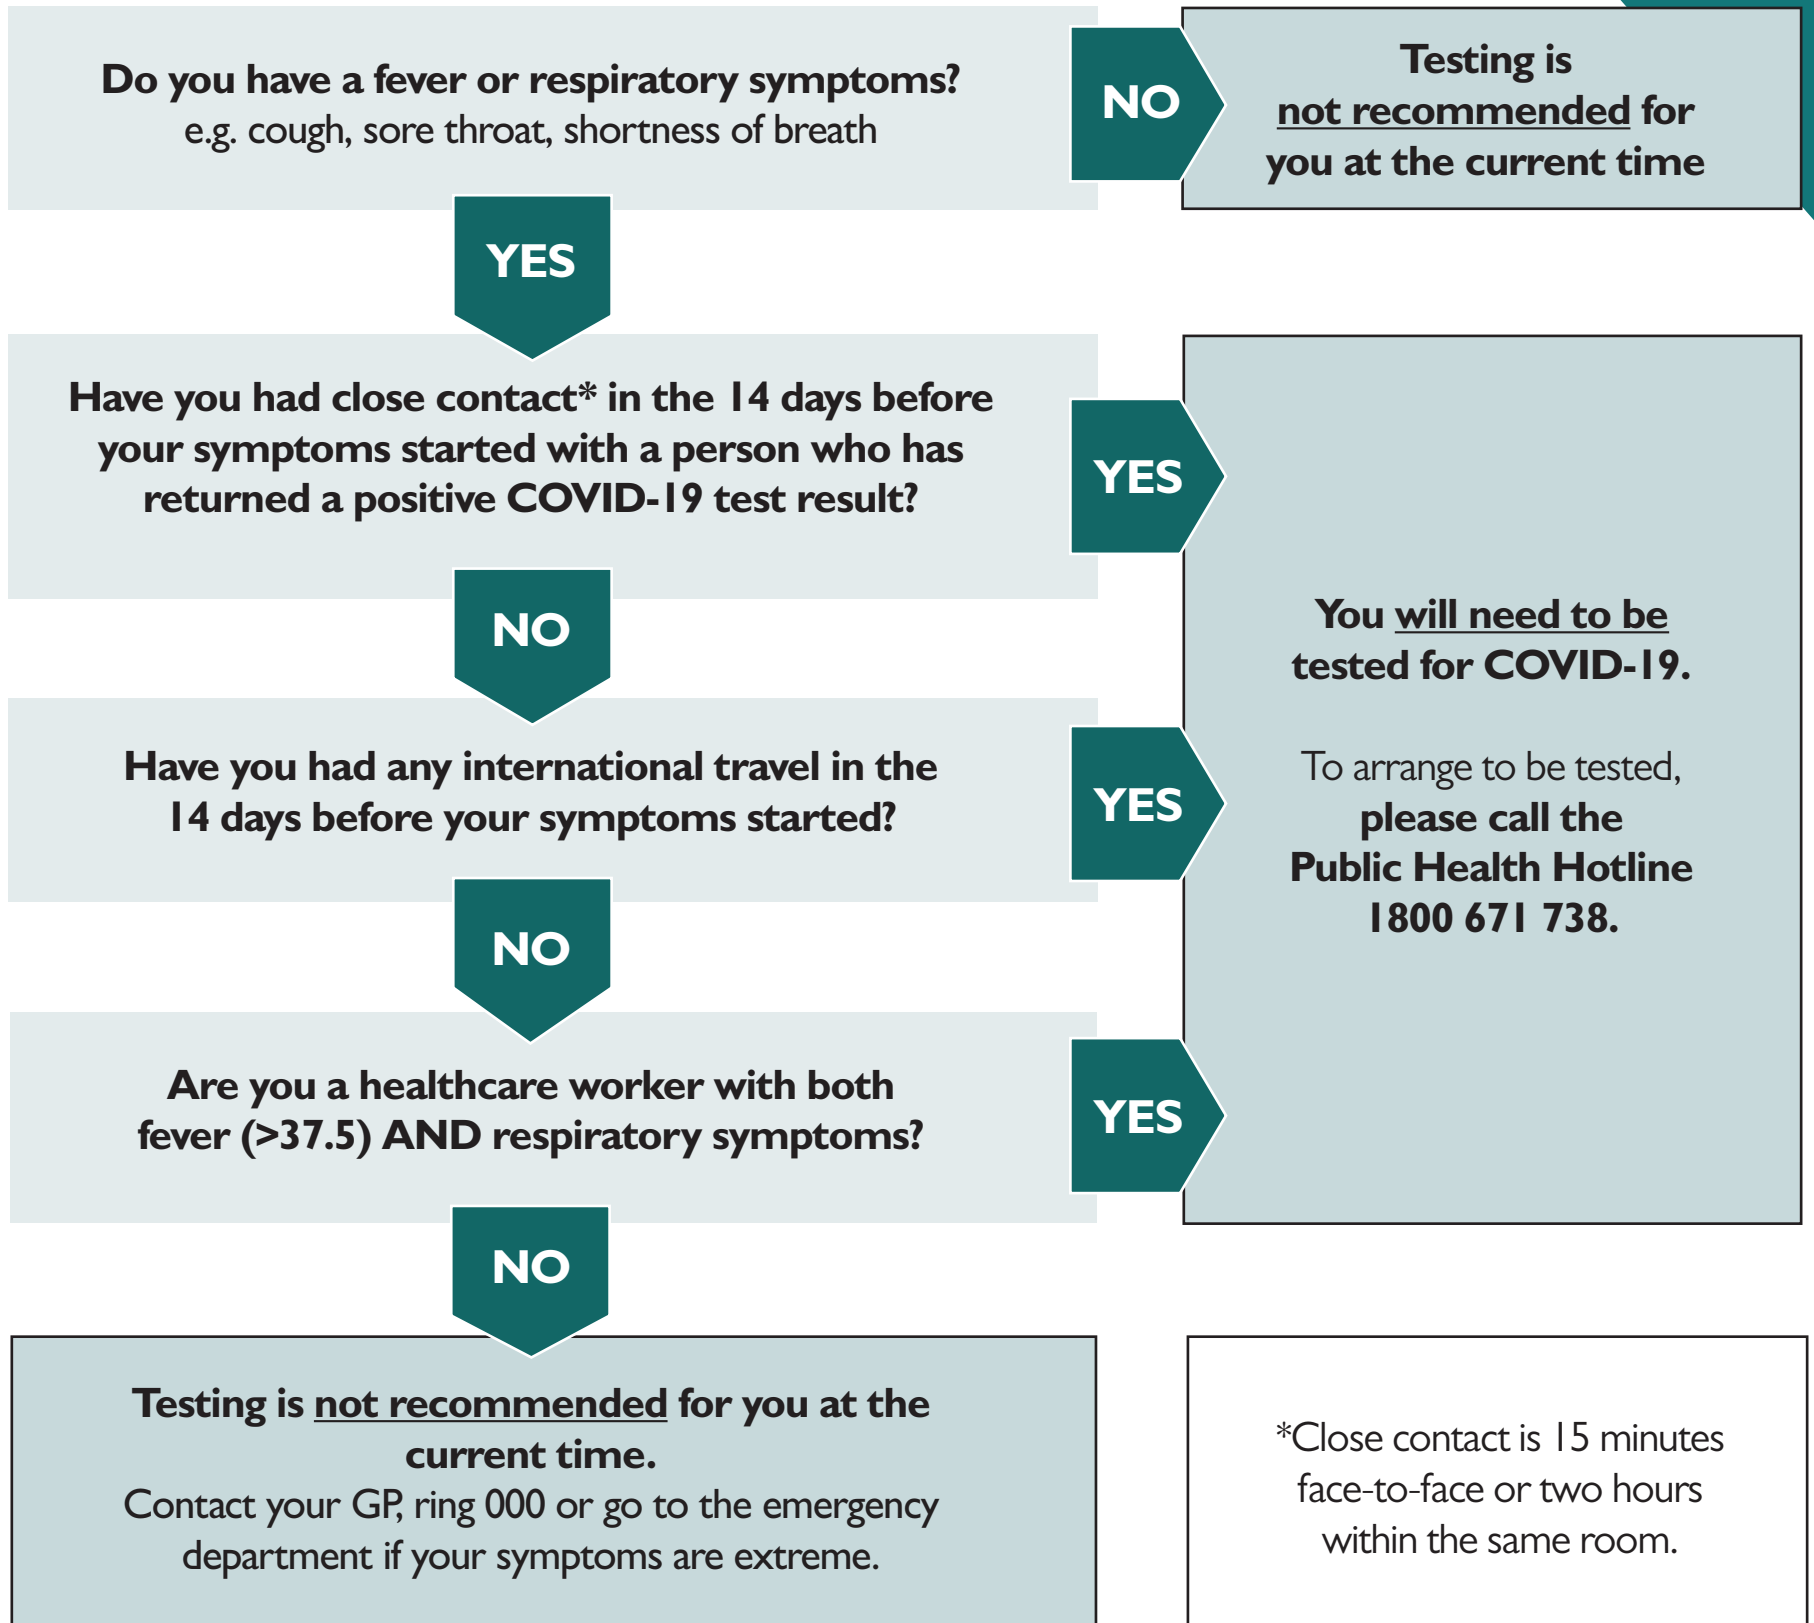 Do you have a fever or respiratory symptoms?
e.g. cough, sore throat, shortness of breath
NO
Testing is
not recommended for
you at the current time
YES
Have you had close contact* in the 14 days before
your symptoms started with a person who has
returned a positive COVID-19 test result?
YES
NO
Have you had any international travel in the
14 days before your symptoms started?
YES
NO
Are you a healthcare worker with both
fever (>37.5) AND respiratory symptoms?
YES
You will need to be
tested for COVID-19.
To arrange to be tested,
please call the
Public Health Hotline
1800 671 738.
NO
Testing is not recommended for you at the
current time.
Contact your GP, ring 000 or go to the emergency
department if your symptoms are extreme.
*Close contact is 15 minutes
face-to-face or two hours
within the same room.